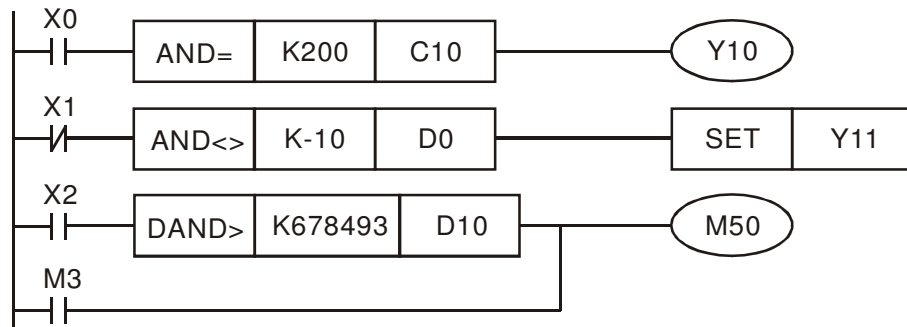 X0
AND= K200 C10 Y10
X1
AND<> K-10 D0 SET Y11
X2
DAND> K678493 D10 M50
M3